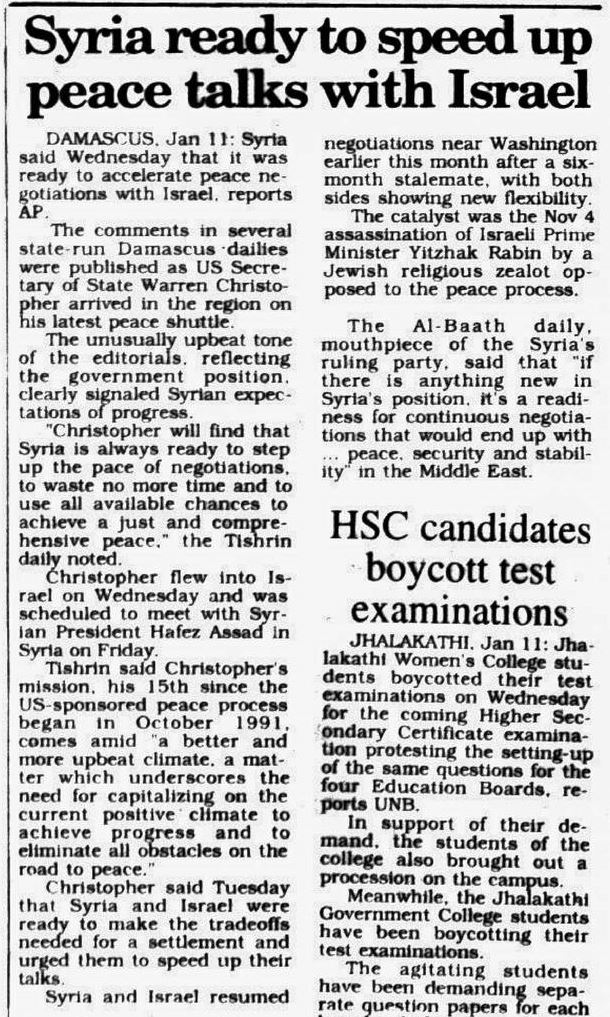 Syria ready to speed up
peace talks with Israel
DAMASCUS, Jan 11: Syria
said Wednesday that it was
ready to accelerate peace ne-
gotiations with Israel, reports
AP.
The comments in several
state-run Damascus dailies
were published as US Secre-
tary of State Warren Christo-
pher arrived in the region on
his latest peace shuttle.
The unusually upbeat tone
of the editorials, reflecting
the government position,
clearly signaled Syrian expec-
tations of progress.
"Christopher will find that
Syria is always ready to step
up the pace of negotiations,
to waste no more time and to
use all available chances to
achieve a just and compre-
hensive peace," the Tishrin
daily noted.
Christopher flew into Is-
rael on Wednesday and was
scheduled to meet with Syr-
ian President Hafez Assad in
Syria on Friday.
Tishrin said Christopher's
mission, his 15th since the
US-sponsored peace process
began in October 1991,
comes amid "a better and
more upbeat climate, a mat-
ter which underscores the
need for capitalizing on the
current positive climate to
achieve progress and to
eliminate all obstacles on the
road to peace."
Christopher said Tuesday
that Syria and Israel were
ready to make the tradeoffs
needed for a settlement and
urged them to speed up their
talks.
Syria and Israel resumed
negotiations near Washington
earlier this month after a six-
month stalemate, with both
sides showing new flexibility.
The catalyst was the Nov 4
assassination of Israeli Prime
Minister Yitzhak Rabin by a
Jewish religious zealot op-
posed to the peace process.
The Al-Baath daily,
mouthpiece of the Syria's
ruling party, said that "if
there is anything new in
Syria's position, it's a readi-
ness for continuous negotia-
tions that would end up with
... peace, security and stabil-
ity" in the Middle East.
HSC candidates
boycott test
examinations
JHALAKATHI, Jan 11: Jha-
lakathi Women's College stu-
dents boycotted their test
examinations on Wednesday
for the coming Higher Sec-
ondary Certificate examina-
tion protesting the setting-up
of the same questions for the
four Education Boards, re-
ports UNB.
In support of their de-
mand, the students of the
college also brought out a
procession on the campus.
Meanwhile, the Jhalakathi
Government College students
have been boycotting their
test examinations.
The agitating students
have been demanding sepa-
rate question papers for each